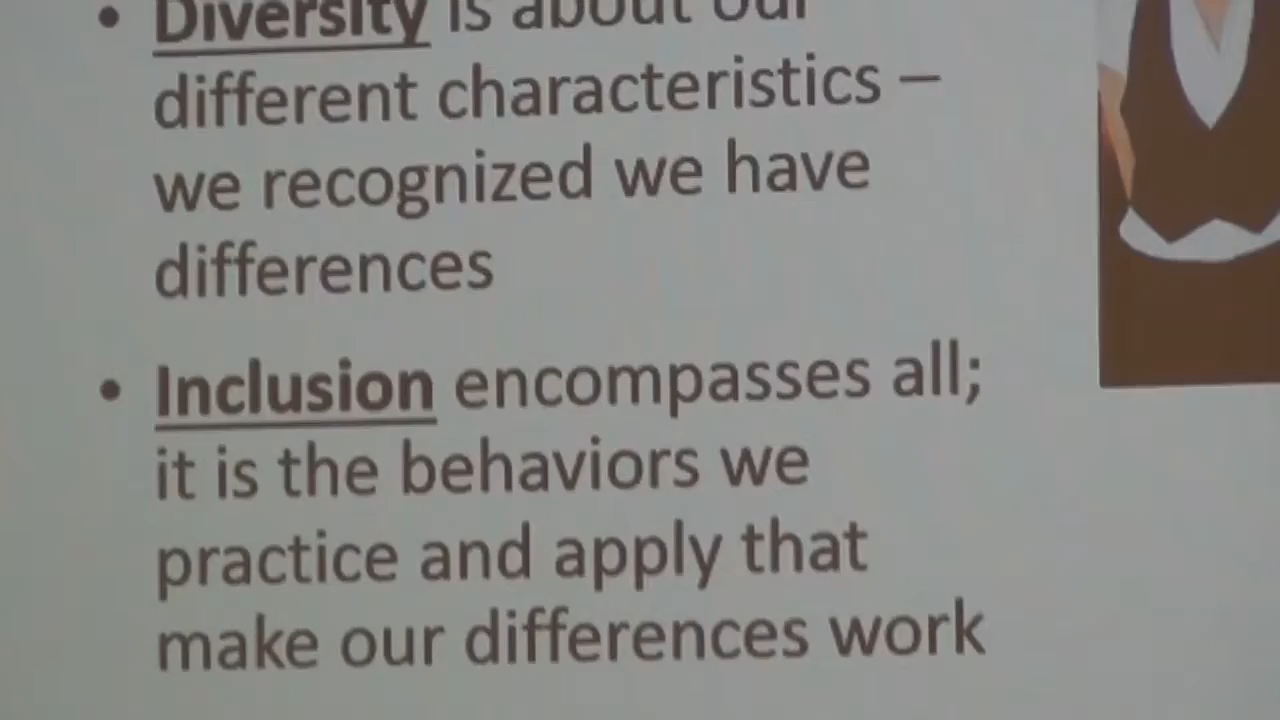 • Diversity is about our
different characteristics –
we recognized we have
differences
• Inclusion encompasses all;
it is the behaviors we
practice and apply that
make our differences work